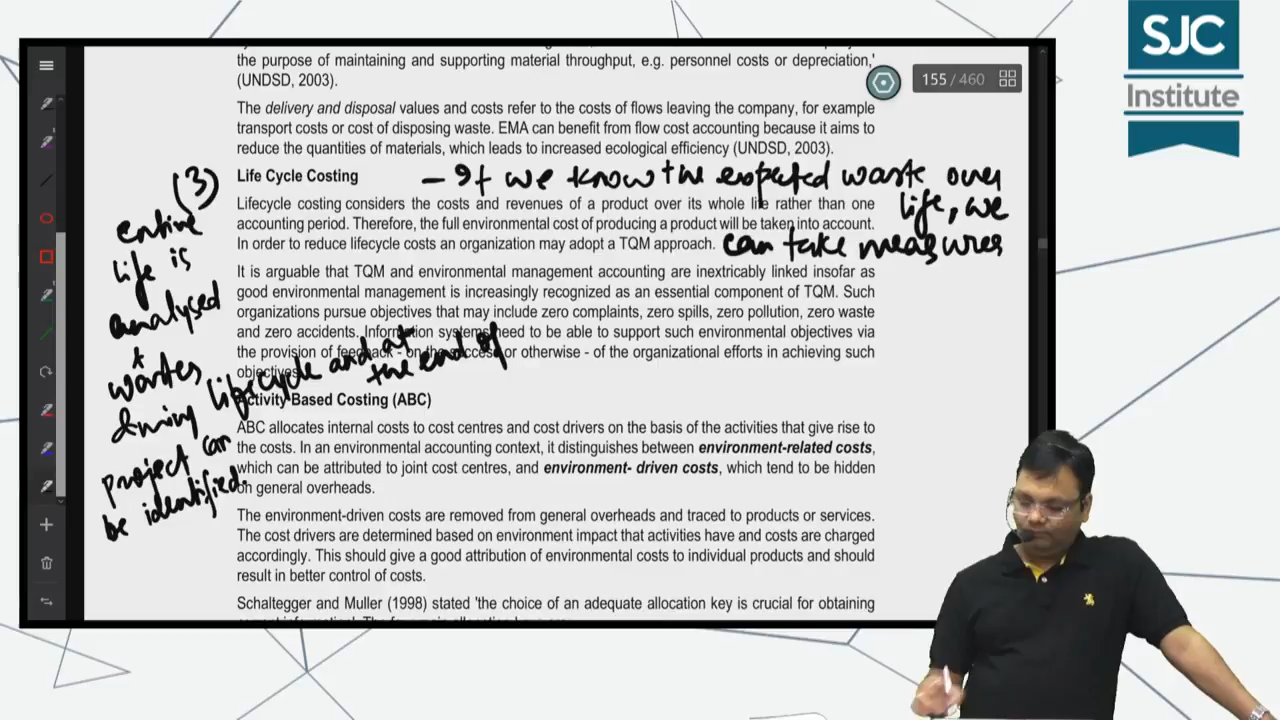 SJC
Institute
155 / 460
the purpose of maintaining and supporting material throughput, e.g. personnel costs or depreciation,'
(UNDSD, 2003).
The delivery and disposal values and costs refer to the costs of flows leaving the company, for example
transport costs or cost of disposing waste. EMA can benefit from flow cost accounting because it aims to
reduce the quantities of materials, which leads to increased ecological efficiency (UNDSD, 2003).
(3)
Life Cycle Costing
- If we know the expected waste over
life, we
can take measures
Lifecycle costing considers the costs and revenues of a product over its whole life rather than one
accounting period. Therefore, the full environmental cost of producing a product will be taken into account.
In order to reduce lifecycle costs an organization may adopt a TQM approach.
It is arguable that TQM and environmental management accounting are inextricably linked insofar as
good environmental management is increasingly recognized as an essential component of TQM. Such
organizations pursue objectives that may include zero complaints, zero spills, zero pollution, zero waste
and zero accidents. Information systems need to be able to support such environmental objectives via
the provision of feedback - on the success or otherwise - of the organizational efforts in achieving such
objectives.
entire
life is
analysed
+
wastes
during lifecycle and at
the end of
project can
be identified.
Activity Based Costing (ABC)
ABC allocates internal costs to cost centres and cost drivers on the basis of the activities that give rise to
the costs. In an environmental accounting context, it distinguishes between environment-related costs,
which can be attributed to joint cost centres, and environment- driven costs, which tend to be hidden
on general overheads.
The environment-driven costs are removed from general overheads and traced to products or services.
The cost drivers are determined based on environment impact that activities have and costs are charged
accordingly. This should give a good attribution of environmental costs to individual products and should
result in better control of costs.
Schaltegger and Muller (1998) stated 'the choice of an adequate allocation key is crucial for obtaining